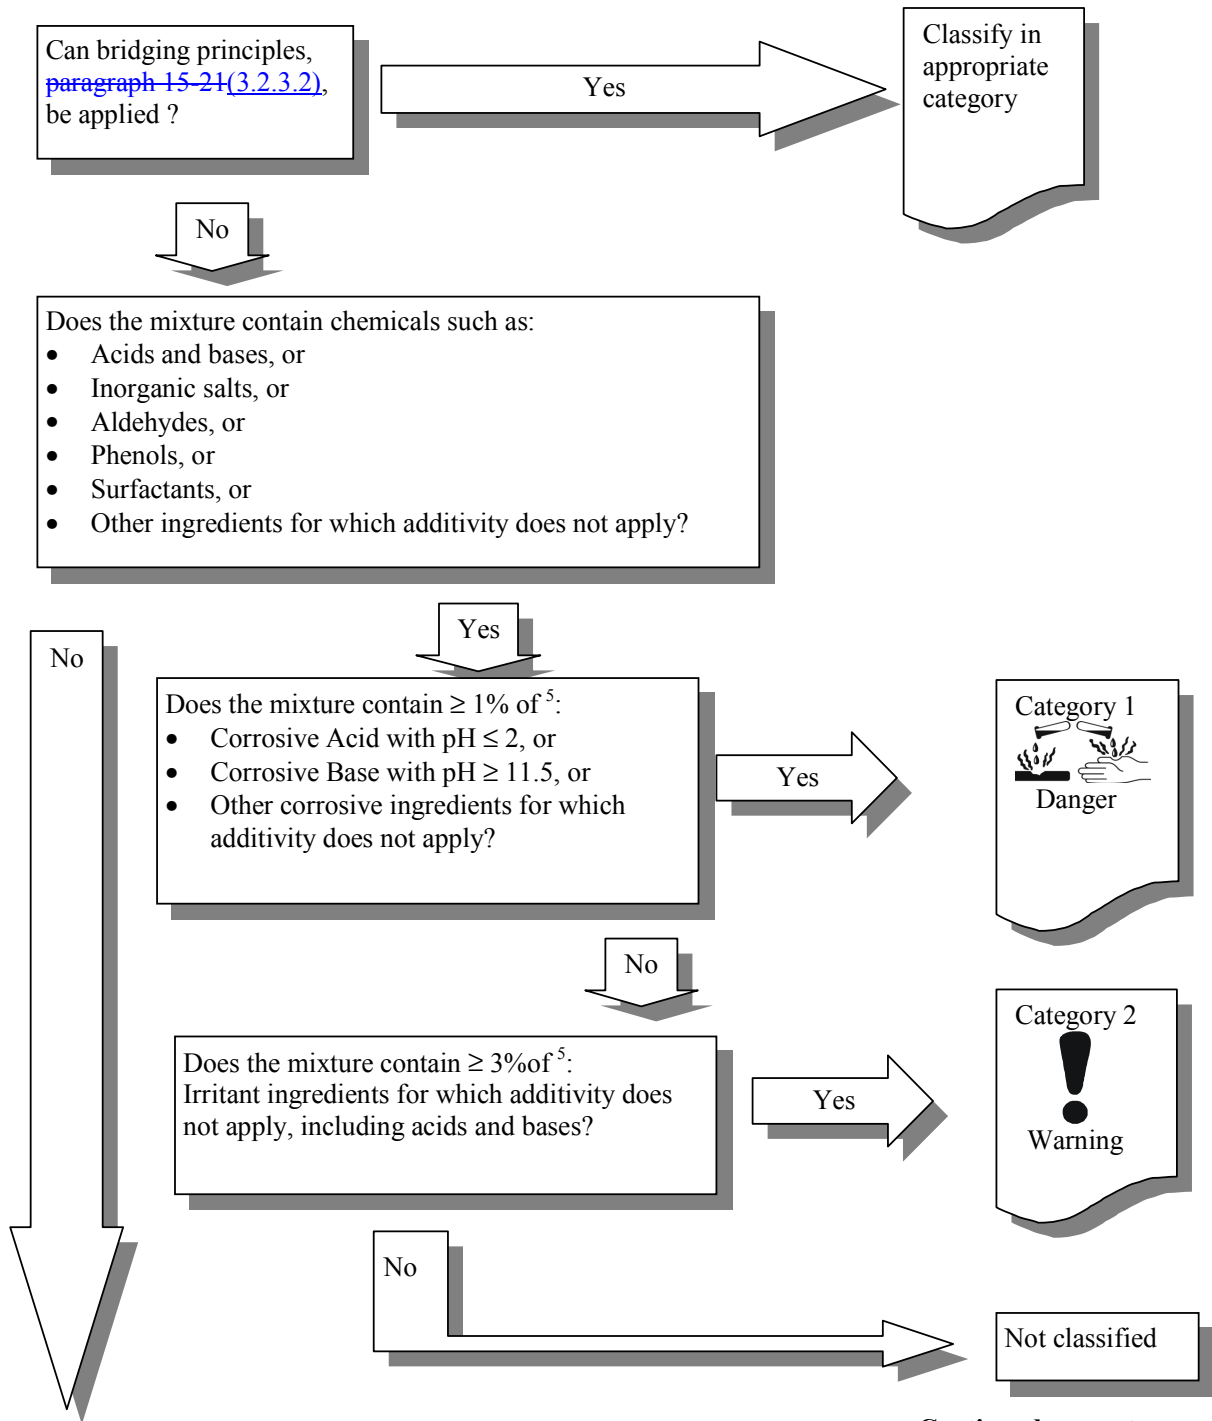 Can bridging principles,
paragraph 15-21(3.2.3.2),
be applied ?
Yes
Classify in
appropriate
category
No
Does the mixture contain chemicals such as:
• Acids and bases, or
• Inorganic salts, or
• Aldehydes, or
• Phenols, or
• Surfactants, or
• Other ingredients for which additivity does not apply?
Yes
No
Does the mixture contain ≥ 1% of 5:
• Corrosive Acid with pH ≤ 2, or
• Corrosive Base with pH ≥ 11.5, or
• Other corrosive ingredients for which
additivity does not apply?
Yes
Category 1
Danger
No
Does the mixture contain ≥ 3%of 5:
Irritant ingredients for which additivity does
not apply, including acids and bases?
Yes
Category 2
Warning
No
Not classified